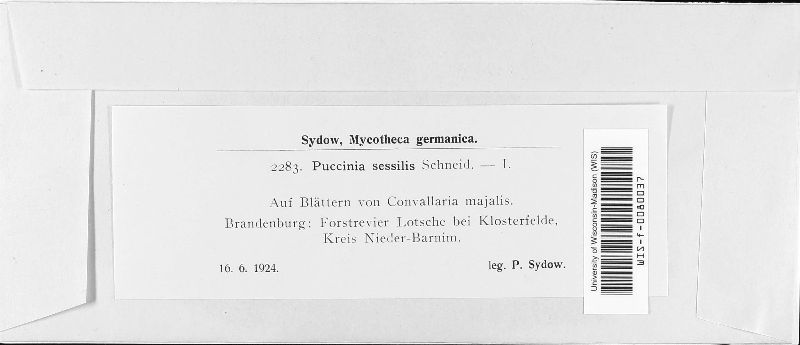 Sydow, Mycotheca germanica.
2283. Puccinia sessilis Schneid. — I.
Auf Blättern von Convallaria majalis.
Brandenburg: Forstrevier Lotsche bei Klosterfelde,
Kreis Nieder-Barnim.
16. 6. 1924.
leg. P. Sydow.
University of Wisconsin-Madison (WIS)
WIS-f-0080037